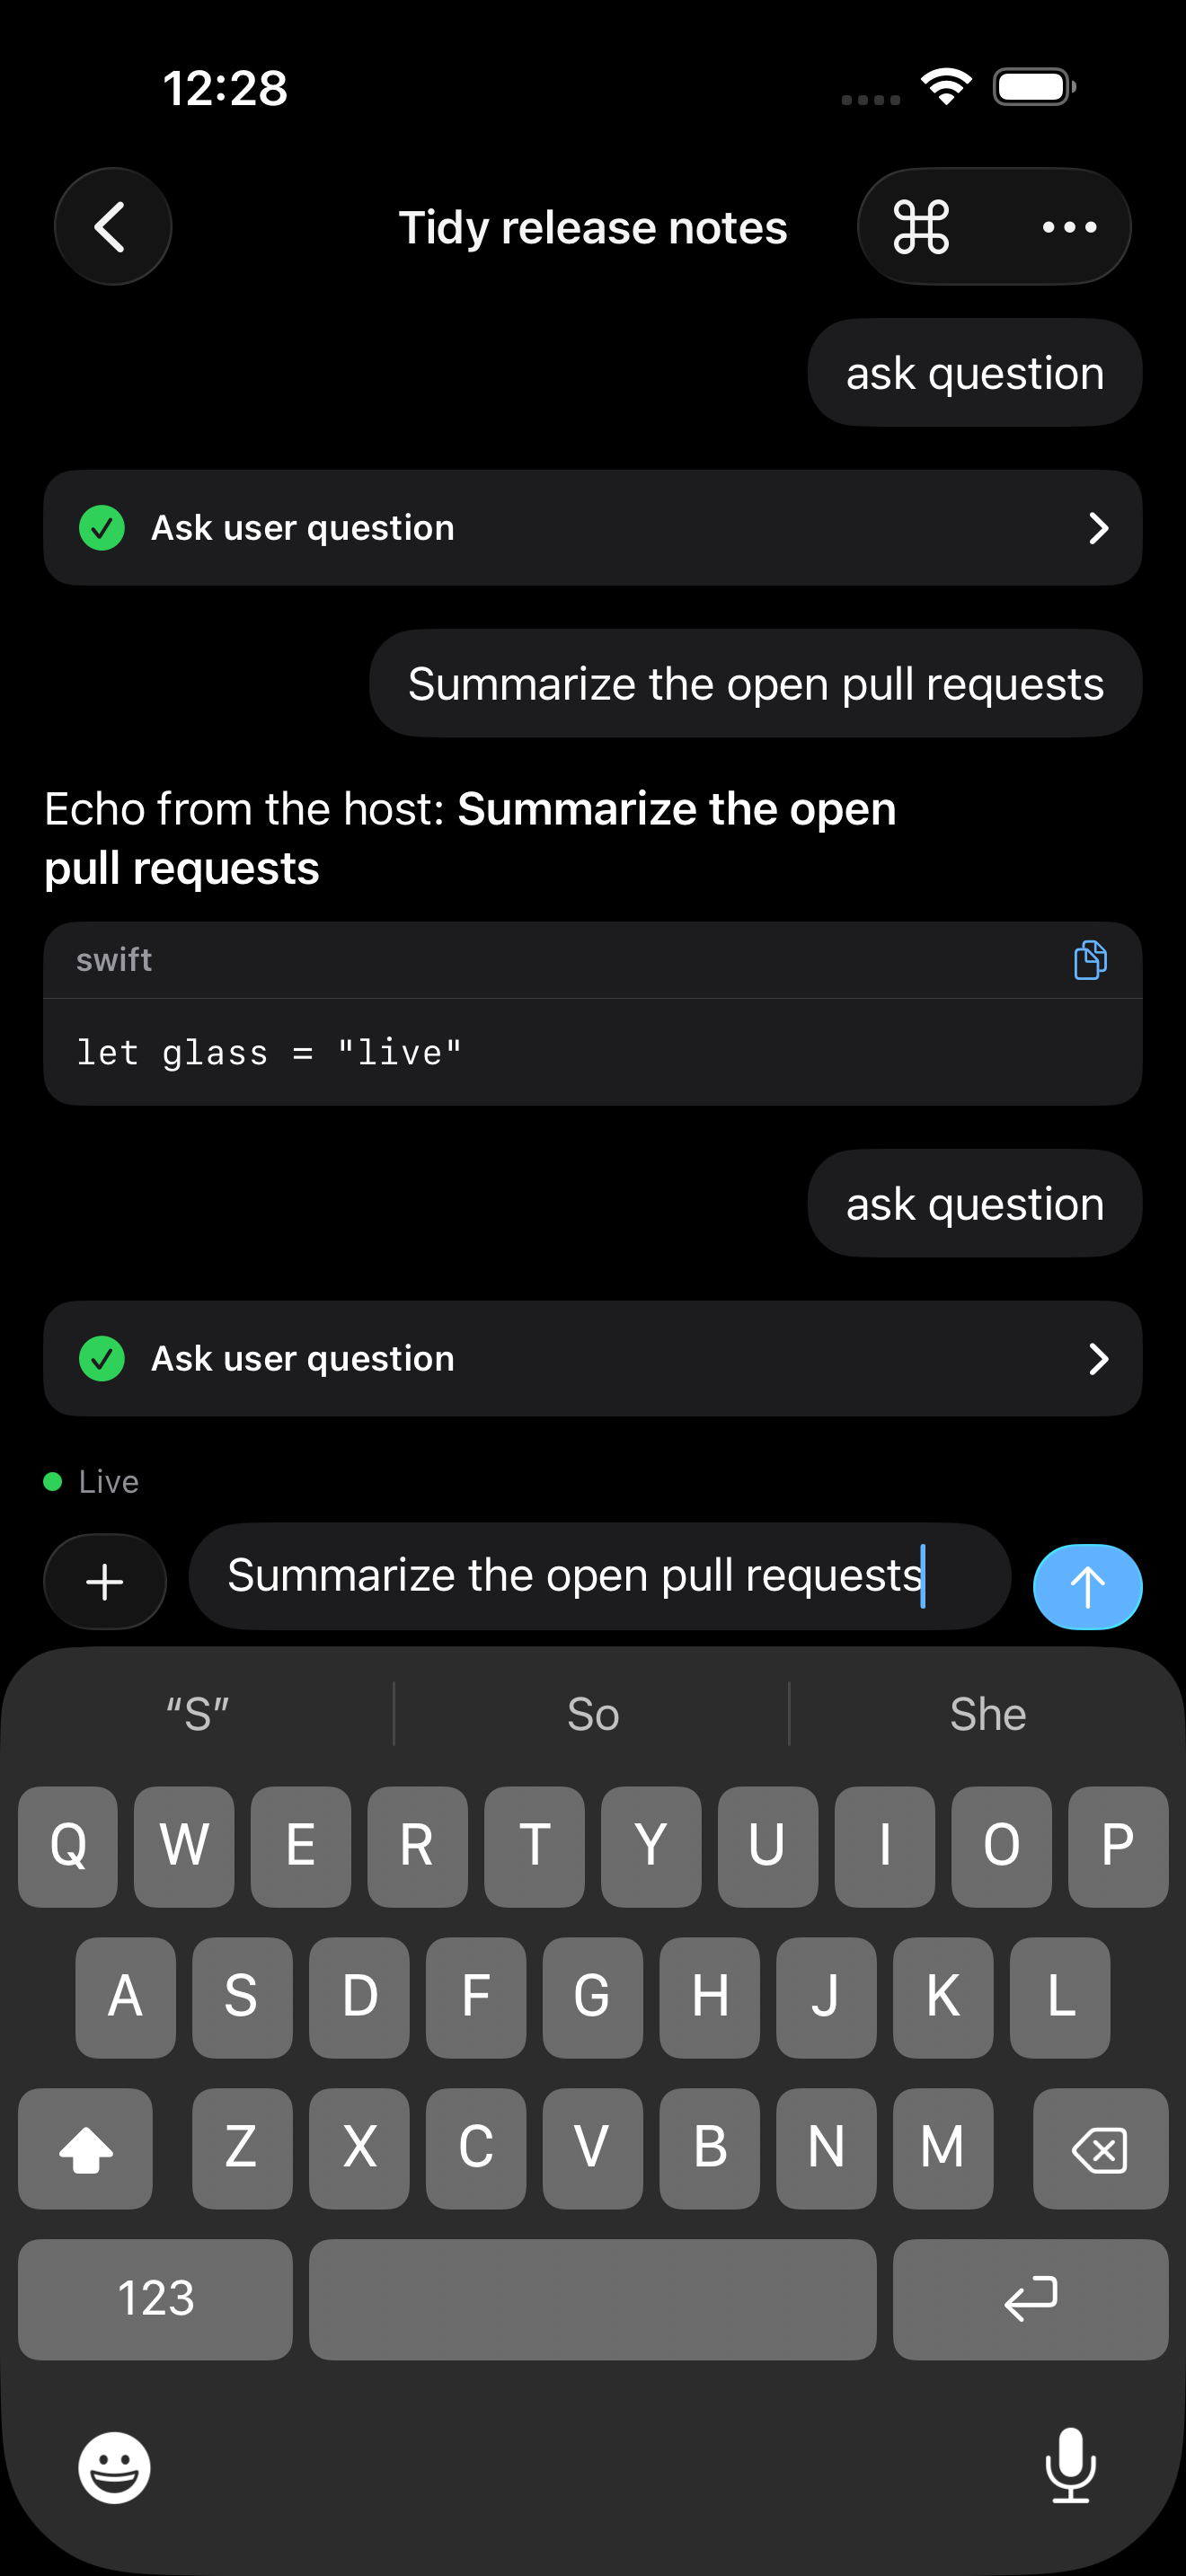 12:28
Tidy release notes
ask question
Ask user question
Summarize the open pull requests
Echo from the host: Summarize the open
pull requests
swift
let glass = "live"
ask question
Ask user question
Live
Summarize the open pull requests
“S” So She
Q W E R T Y U I O P
A S D F G H J K L
Z X C V B N M
123